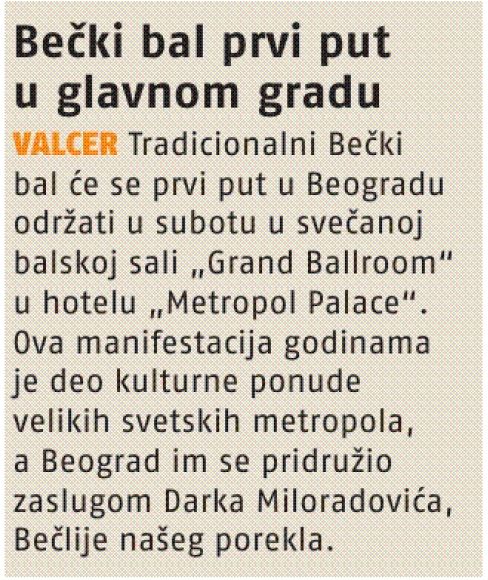 Bečki bal prvi put
u glavnom gradu
VALCER Tradicionalni Bečki
bal će se prvi put u Beogradu
održati u subotu u svečanoj
balskoj sali „Grand Ballroom“
u hotelu „Metropol Palace“.
Ova manifestacija godinama
je deo kulturne ponude
velikih svetskih metropola,
a Beograd im se pridružio
zaslugom Darka Miloradovića,
Bečlije našeg porekla.